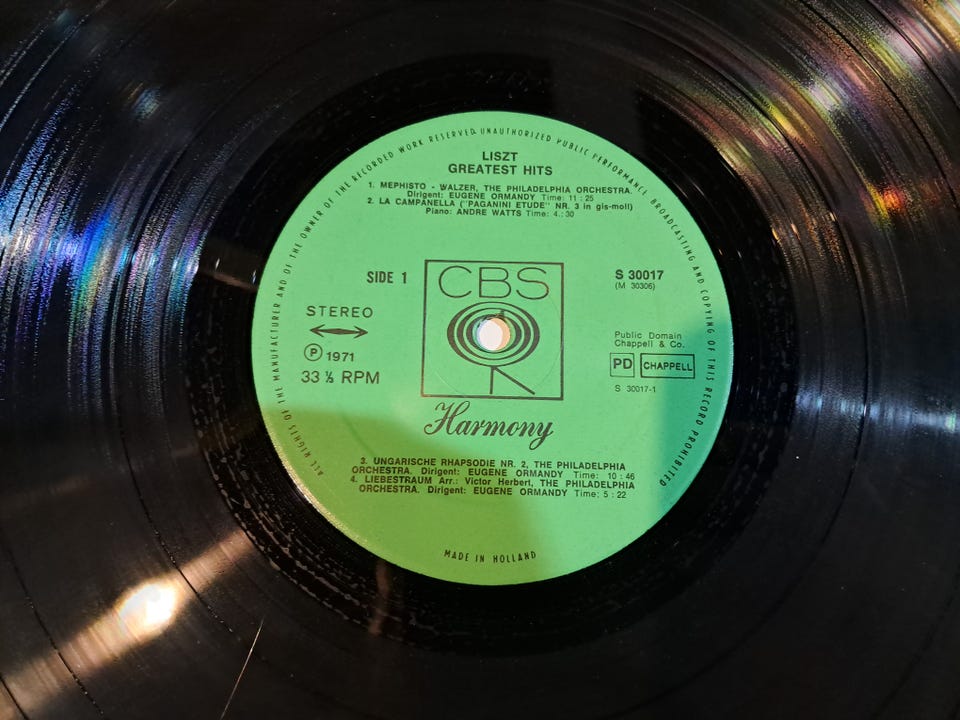 ALL RIGHTS OF THE MANUFACTURER AND OF THE OWNER OF THE RECORDED WORK RESERVED UNAUTHORIZED PUBLIC PERFORMANCE BROADCASTING AND COPYING OF THIS RECORD PROHIBITED
LISZT
GREATEST HITS
1. MEPHISTO - WALZER, THE PHILADELPHIA ORCHESTRA.
Dirigent: EUGENE ORMANDY Time: 11 : 25
2. LA CAMPANELLA ("PAGANINI ETUDE" NR. 3 in gis-moll)
Piano: ANDRE WATTS Time: 4.: 30
SIDE 1
CBS
S 30017
(M 30306)
STEREO
Ⓟ 1971
33 ⅓ RPM
Public Domain
Chappell & Co.
PD CHAPPELL
S 30017-1
Harmony
3. UNGARISCHE RHAPSODIE NR. 2, THE PHILADELPHIA
ORCHESTRA. Dirigent: EUGENE ORMANDY Time: 10 : 46
4. LIEBESTRAUM Arr.: Victor Herbert, THE PHILADELPHIA
ORCHESTRA. Dirigent: EUGENE ORMANDY Time: 5 : 22
MADE IN HOLLAND